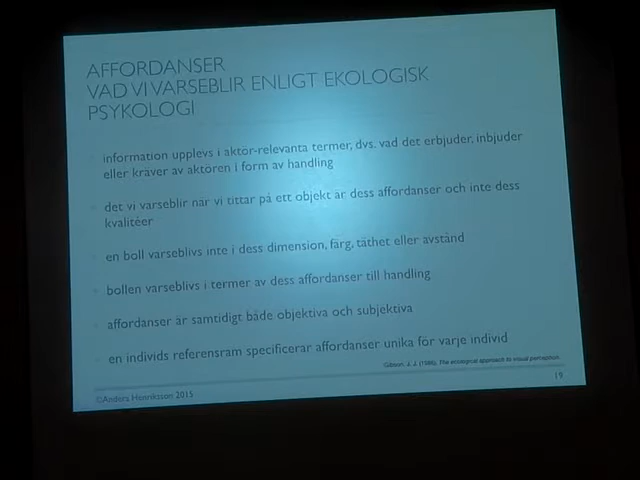 AFFORDANSER
VAD VI VARSEBLIR ENLIGT EKOLOGISK
PSYKOLOGI
information upplevs i aktör-relevanta termer, dvs. vad det erbjuder, inbjuder
eller kräver av aktören i form av handling
det vi varseblir när vi tittar på ett objekt är dess affordanser och inte dess
kvalitéer
en boll varseblivs inte i dess dimension, färg, täthet eller avstånd
bollen varseblivs i termer av dess affordanser till handling
affordanser är samtidigt både objektiva och subjektiva
en individs referensram specificerar affordanser unika för varje individ
Gibson, J. J. (1986). The ecological approach to visual perception.
©Anders Henriksson 2015
19